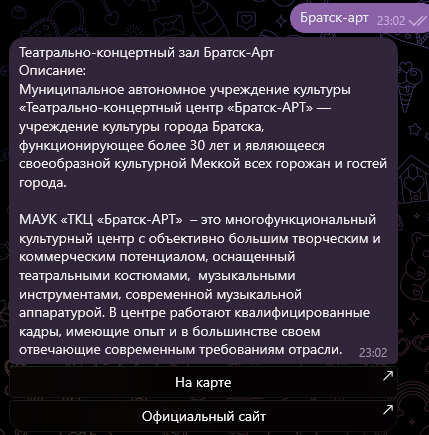 Братск-арт 23:02
Театрально-концертный зал Братск-Арт
Описание:
Муниципальное автономное учреждение культуры
«Театрально-концертный центр «Братск-АРТ» —
учреждение культуры города Братска,
функционирующее более 30 лет и являющееся
своеобразной культурной Меккой всех горожан и гостей
города.
МАУК «ТКЦ «Братск-АРТ» – это многофункциональный
культурный центр с объективно большим творческим и
коммерческим потенциалом, оснащенный
театральными костюмами, музыкальными
инструментами, современной музыкальной
аппаратурой. В центре работают квалифицированные
кадры, имеющие опыт и в большинстве своем
отвечающие современным требованиям отрасли. 23:02
На карте
Официальный сайт